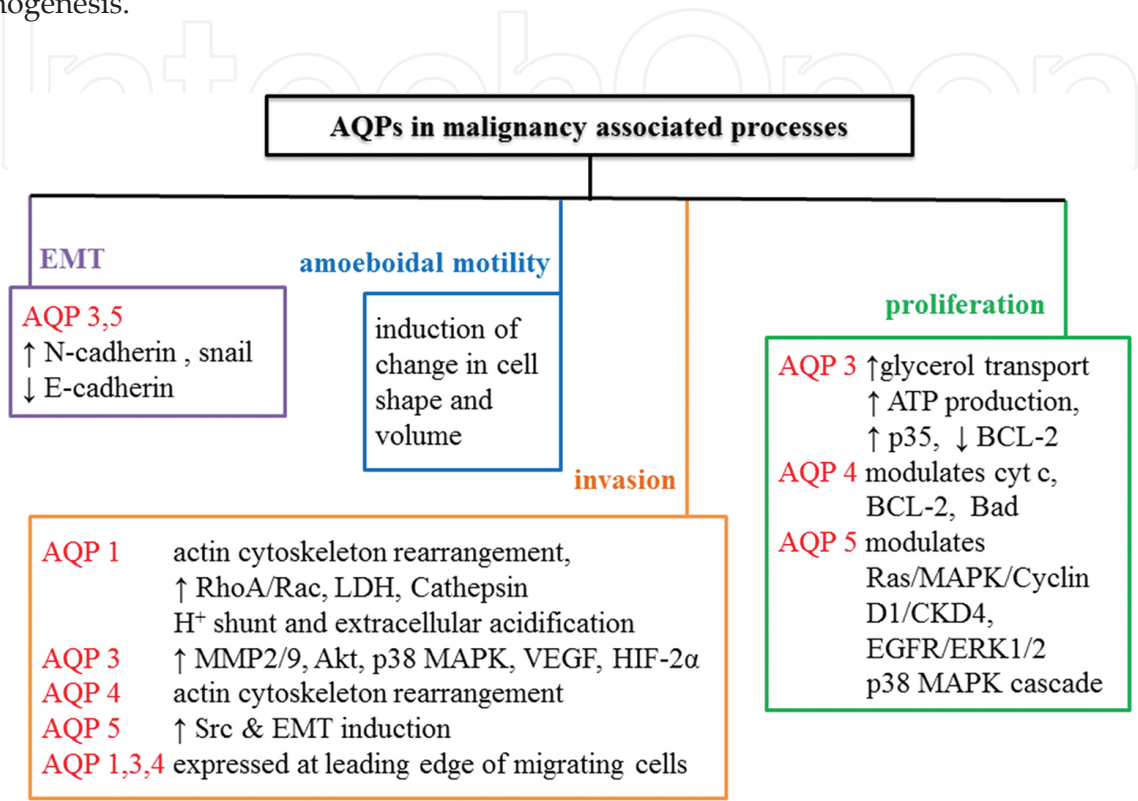 nogenesis.
IntechOpen
AQPs in malignancy associated processes
EMT
AQP 3,5
↑ N-cadherin , snail
↓ E-cadherin
amoeboidal motility
induction of
change in cell
shape and
volume
invasion
AQP 1 actin cytoskeleton rearrangement,
↑ RhoA/Rac, LDH, Cathepsin
H⁺ shunt and extracellular acidification
AQP 3 ↑ MMP2/9, Akt, p38 MAPK, VEGF, HIF-2α
AQP 4 actin cytoskeleton rearrangement
AQP 5 ↑ Src & EMT induction
AQP 1,3,4 expressed at leading edge of migrating cells
proliferation
AQP 3 ↑glycerol transport
↑ ATP production,
↑ p35, ↓ BCL-2
AQP 4 modulates cyt c,
BCL-2, Bad
AQP 5 modulates
Ras/MAPK/Cyclin
D1/CKD4,
EGFR/ERK1/2
p38 MAPK cascade